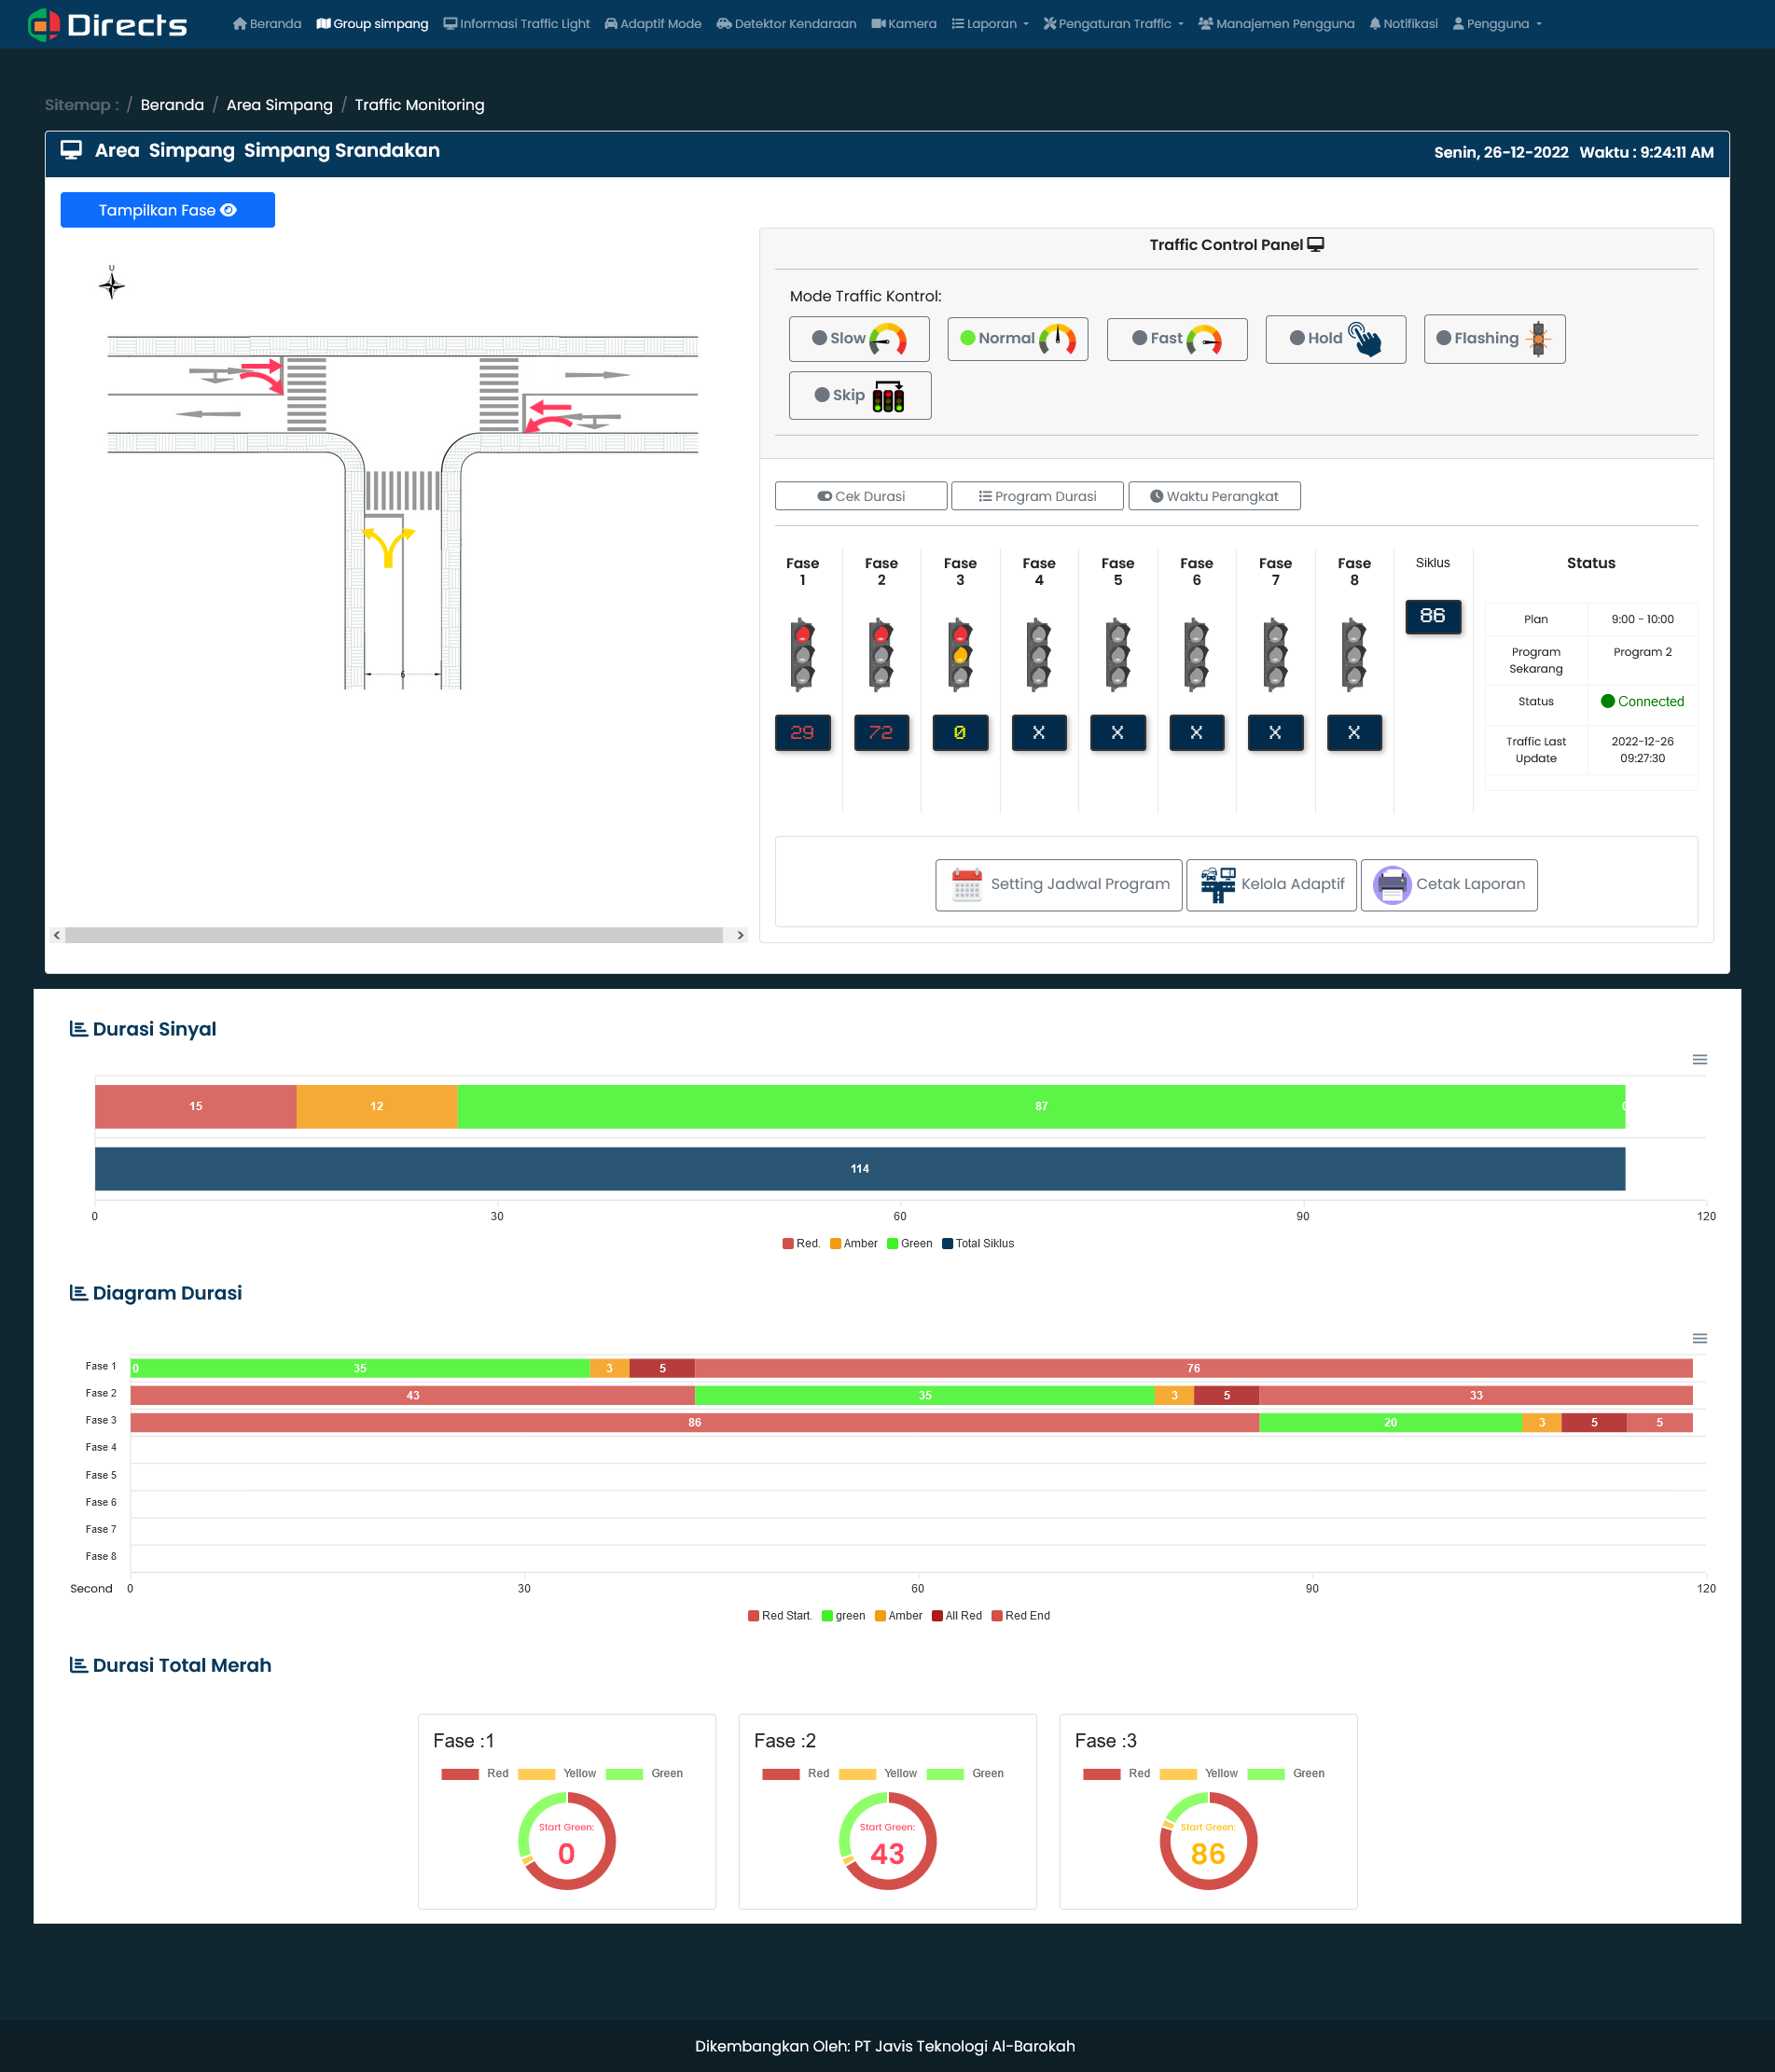 Directs
Beranda Group simpang Informasi Traffic Light Adaptif Mode Detektor Kendaraan Kamera Laporan Pengaturan Traffic Manajemen Pengguna Notifikasi Pengguna
Sitemap : / Beranda / Area Simpang / Traffic Monitoring
Area Simpang Simpang Srandakan
Senin, 26-12-2022 Waktu : 9:24:11 AM
Tampilkan Fase
U
6
Traffic Control Panel
Mode Traffic Kontrol:
Slow Normal Fast Hold Flashing
Skip
Cek Durasi Program Durasi Waktu Perangkat
Fase 1 Fase 2 Fase 3 Fase 4 Fase 5 Fase 6 Fase 7 Fase 8 Siklus
86
29 72 0 X X X X X
Status
Plan 9:00 - 10:00
Program Sekarang Program 2
Status Connected
Traffic Last Update 2022-12-26 09:27:30
Setting Jadwal Program Kelola Adaptif Cetak Laporan
Durasi Sinyal
15 12 87
114
0 30 60 90 120
Red. Amber Green Total Siklus
Diagram Durasi
Fase 1 0 35 3 5 76
Fase 2 43 35 3 5 33
Fase 3 86 20 3 5 5
Fase 4
Fase 5
Fase 6
Fase 7
Fase 8
Second 0 30 60 90 120
Red Start. green Amber All Red Red End
Durasi Total Merah
Fase :1
Red Yellow Green
Start Green:
0
Fase :2
Red Yellow Green
Start Green:
43
Fase :3
Red Yellow Green
Start Green:
86
Dikembangkan Oleh: PT Javis Teknologi Al-Barokah